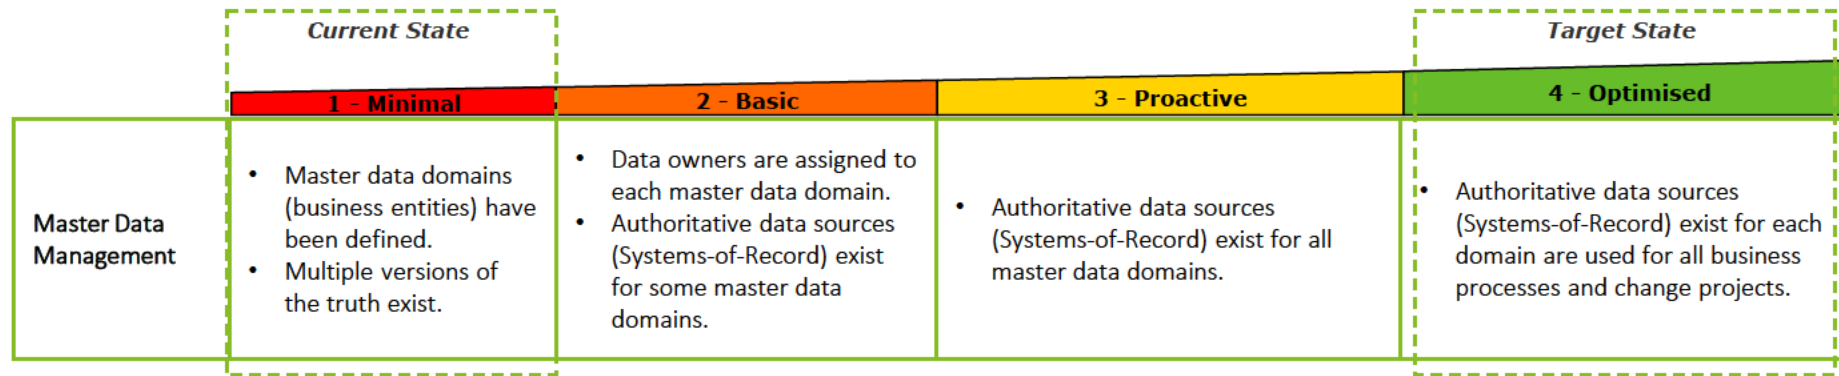 Current State
Target State
1 - Minimal
2 - Basic
3 - Proactive
4 - Optimised
Master Data
Management
• Master data domains
(business entities) have
been defined.
• Multiple versions of
the truth exist.
• Data owners are assigned to
each master data domain.
• Authoritative data sources
(Systems-of-Record) exist
for some master data
domains.
• Authoritative data sources
(Systems-of-Record) exist for all
master data domains.
• Authoritative data sources
(Systems-of-Record) exist for each
domain are used for all business
processes and change projects.